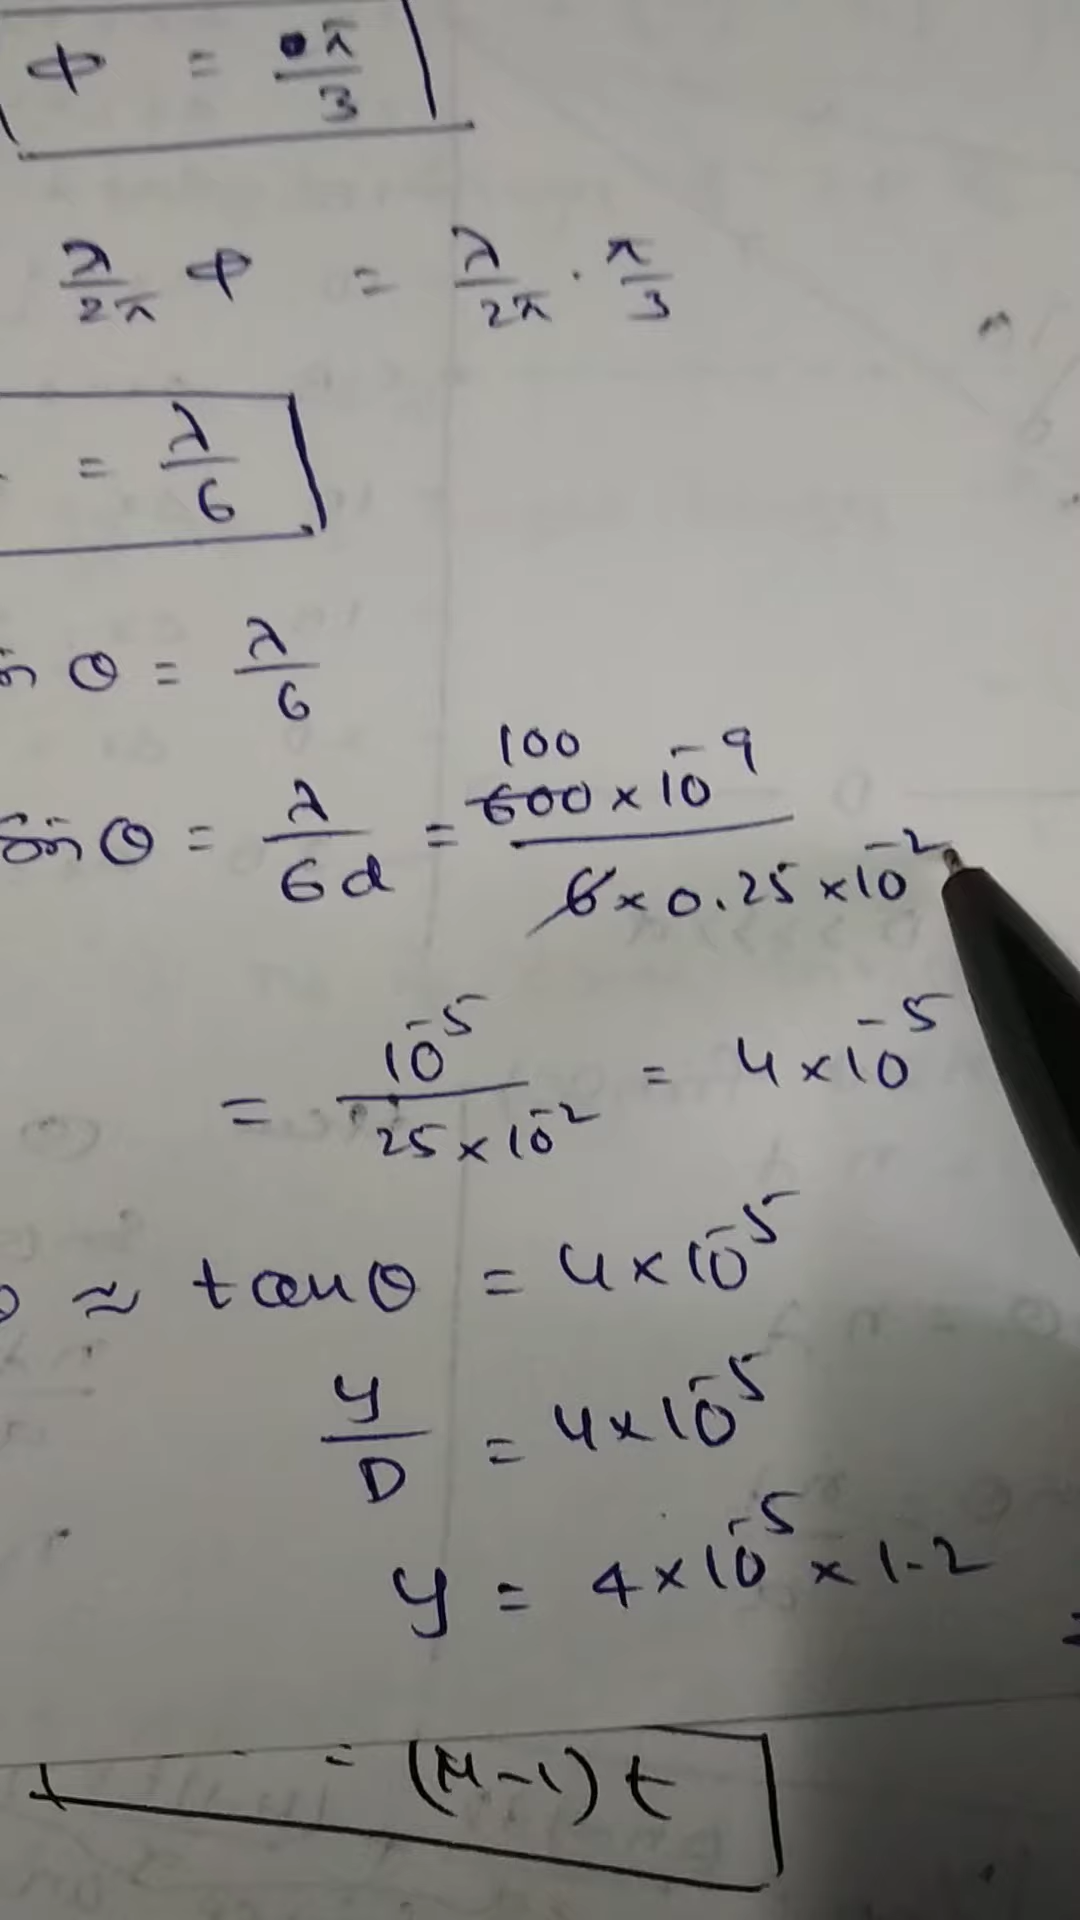 ϕ = π/3
λ/2π ϕ = λ/2π · π/3
= λ/6
n θ = λ/6
sin θ = λ/6d = 100 600 × 10^-9 / 6 × 0.25 × 10^-2
= 10^-5 / 25 × 10^-2 = 4 × 10^-5
θ ≈ tan θ = 4 × 10^-5
y/D = 4 × 10^-5
y = 4 × 10^-5 × 1.2 =
= (μ-1) t